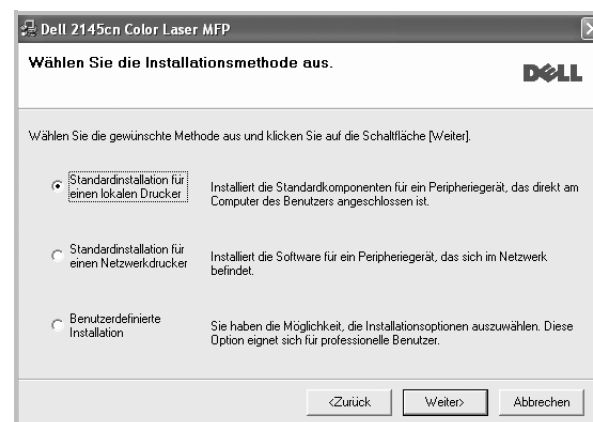 Dell 2145cn Color Laser MFP
Wählen Sie die Installationsmethode aus.
DELL
Wählen Sie die gewünschte Methode aus und klicken Sie auf die Schaltfläche [Weiter].
Standardinstallation für
einen lokalen Drucker
Installiert die Standardkomponenten für ein Peripheriegerät, das direkt am
Computer des Benutzers angeschlossen ist.
Standardinstallation für
einen Netzwerkdrucker
Installiert die Software für ein Peripheriegerät, das sich im Netzwerk
befindet.
Benutzerdefinierte
Installation
Sie haben die Möglichkeit, die Installationsoptionen auszuwählen. Diese
Option eignet sich für professionelle Benutzer.
<Zurück
Weiter>
Abbrechen